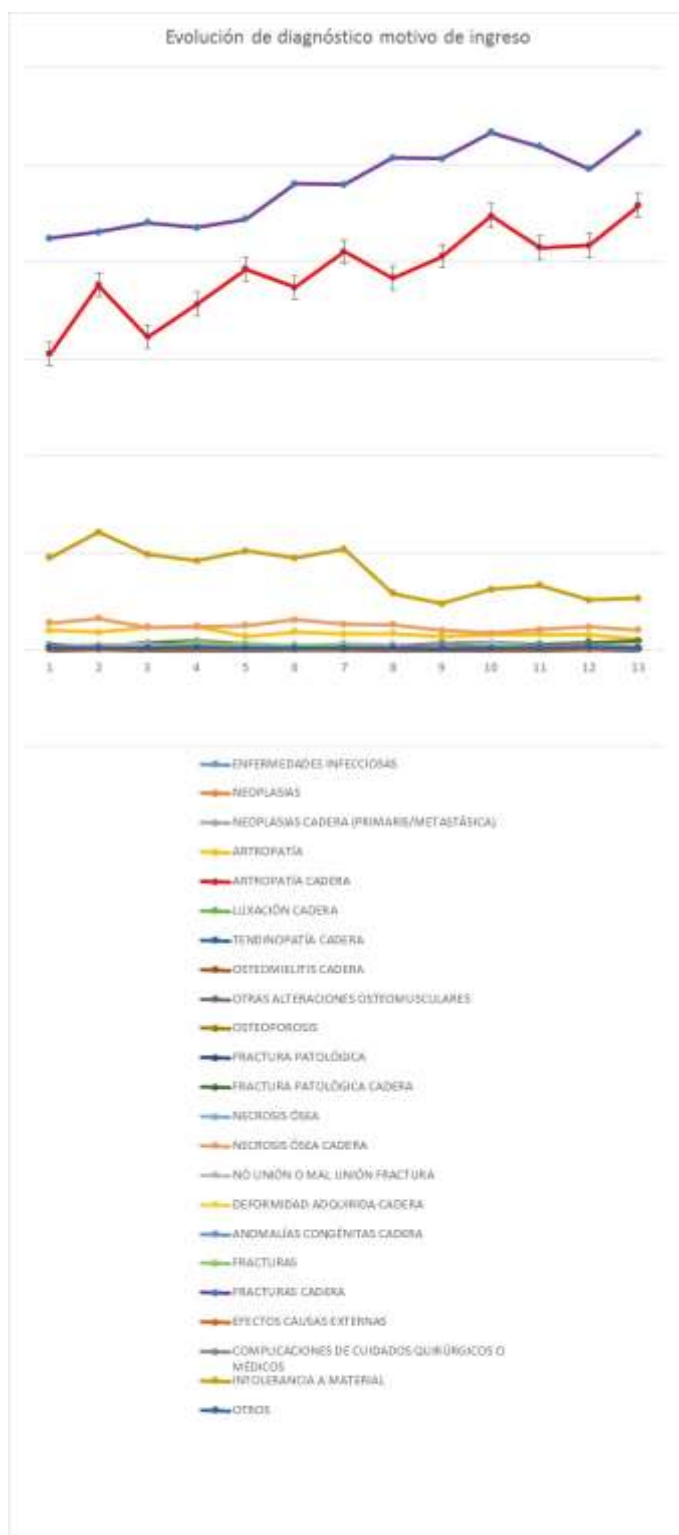 Evolución de diagnóstico motivo de ingreso
1 2 3 4 5 6 7 8 9 10 11 12 13
ENFERMEDADES INFECCIOSAS
NEOPLASIAS
NEOPLASIAS CADERA (PRIMARIS/METASTÁSICA)
ARTROPATÍA
ARTROPATÍA CADERA
LUXACIÓN CADERA
TENDINOPATÍA CADERA
OSTEOMIELITIS CADERA
OTRAS ALTERACIONES OSTEOMUSCULARES
OSTEOPOROSIS
FRACTURA PATOLÓGICA
FRACTURA PATOLÓGICA CADERA
NECROSIS ÓSEA
NECROSIS ÓSEA CADERA
NO UNIÓN O MAL UNIÓN FRACTURA
DEFORMIDAD ADQUIRIDA CADERA
ANOMALÍAS CONGÉNITAS CADERA
FRACTURAS
FRACTURAS CADERA
EFECTOS CAUSAS EXTERNAS
COMPLICACIONES DE CUIDADOS QUIRÚRGICOS O
MÉDICOS
INTOLERANCIA A MATERIAL
OTROS